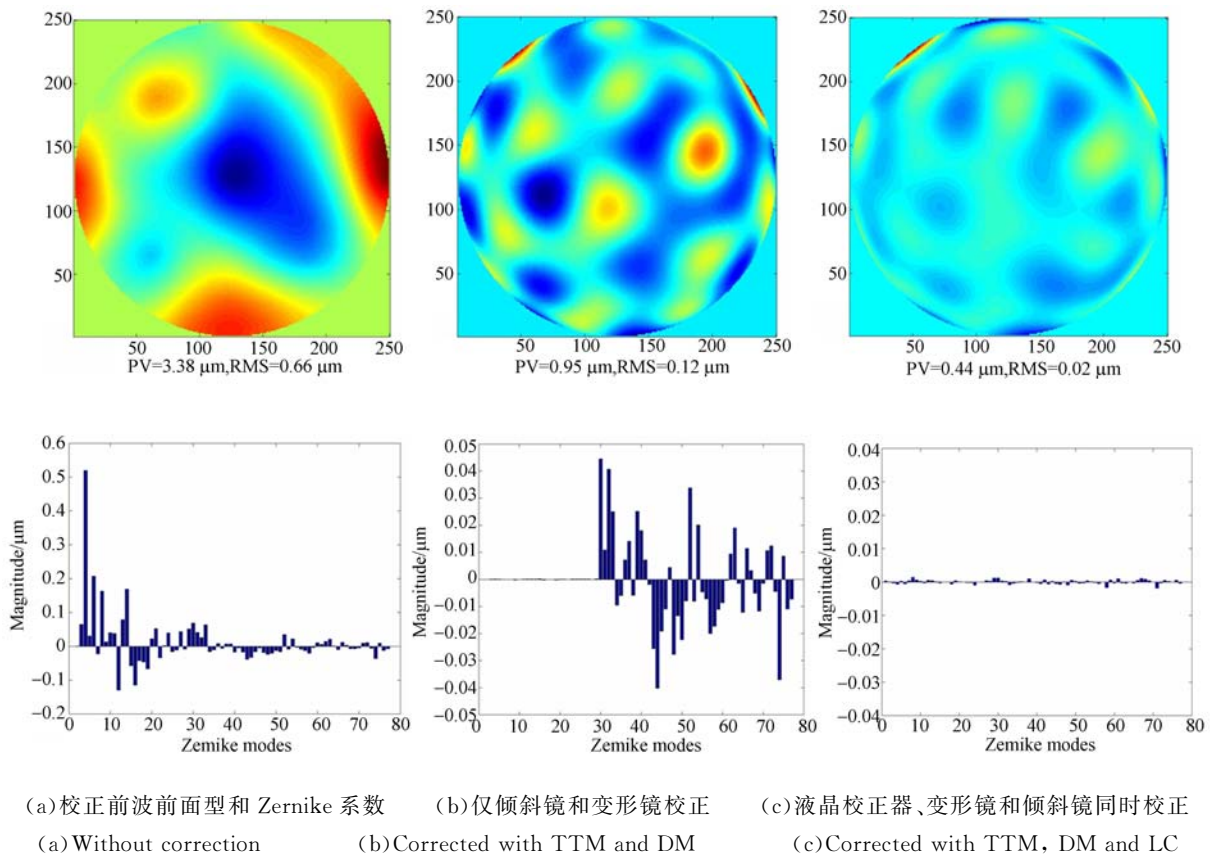 250
200
150
100
50
50 100 150 200 250
PV=3.38 μm,RMS=0.66 μm
250
200
150
100
50
50 100 150 200 250
PV=0.95 μm,RMS=0.12 μm
250
200
150
100
50
50 100 150 200 250
PV=0.44 μm,RMS=0.02 μm
Magnitude/μm
0.6
0.5
0.4
0.3
0.2
0.1
0
−0.1
−0.2
0 10 20 30 40 50 60 70 80
Zemike modes
Magnitude/μm
0.05
0.04
0.03
0.02
0.01
0
−0.01
−0.02
−0.03
−0.04
−0.05
0 10 20 30 40 50 60 70 80
Zemike modes
Magnitude/μm
0.04
0.03
0.02
0.01
0
−0.01
−0.02
−0.03
−0.04
0 10 20 30 40 50 60 70 80
Zemike modes
(a)校正前波前面型和 Zernike 系数 (b)仅倾斜镜和变形镜校正 (c)液晶校正器、变形镜和倾斜镜同时校正
(a)Without correction (b)Corrected with TTM and DM (c)Corrected with TTM, DM and LC